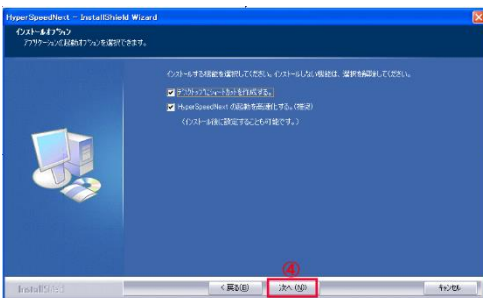 HyperSpeedNext - InstallShield Wizard
インストールオプション
アプリケーションの起動オプションを選択できます。
インストールする機能を選択してください。インストールしない機能は、選択を解除してください。
デスクトップにショートカットを作成する。
HyperSpeedNext の起動を高速化する。(推奨)
(インストール後に設定することも可能です。)
④
InstallShield
< 戻る(B)
次へ (N)
キャンセル